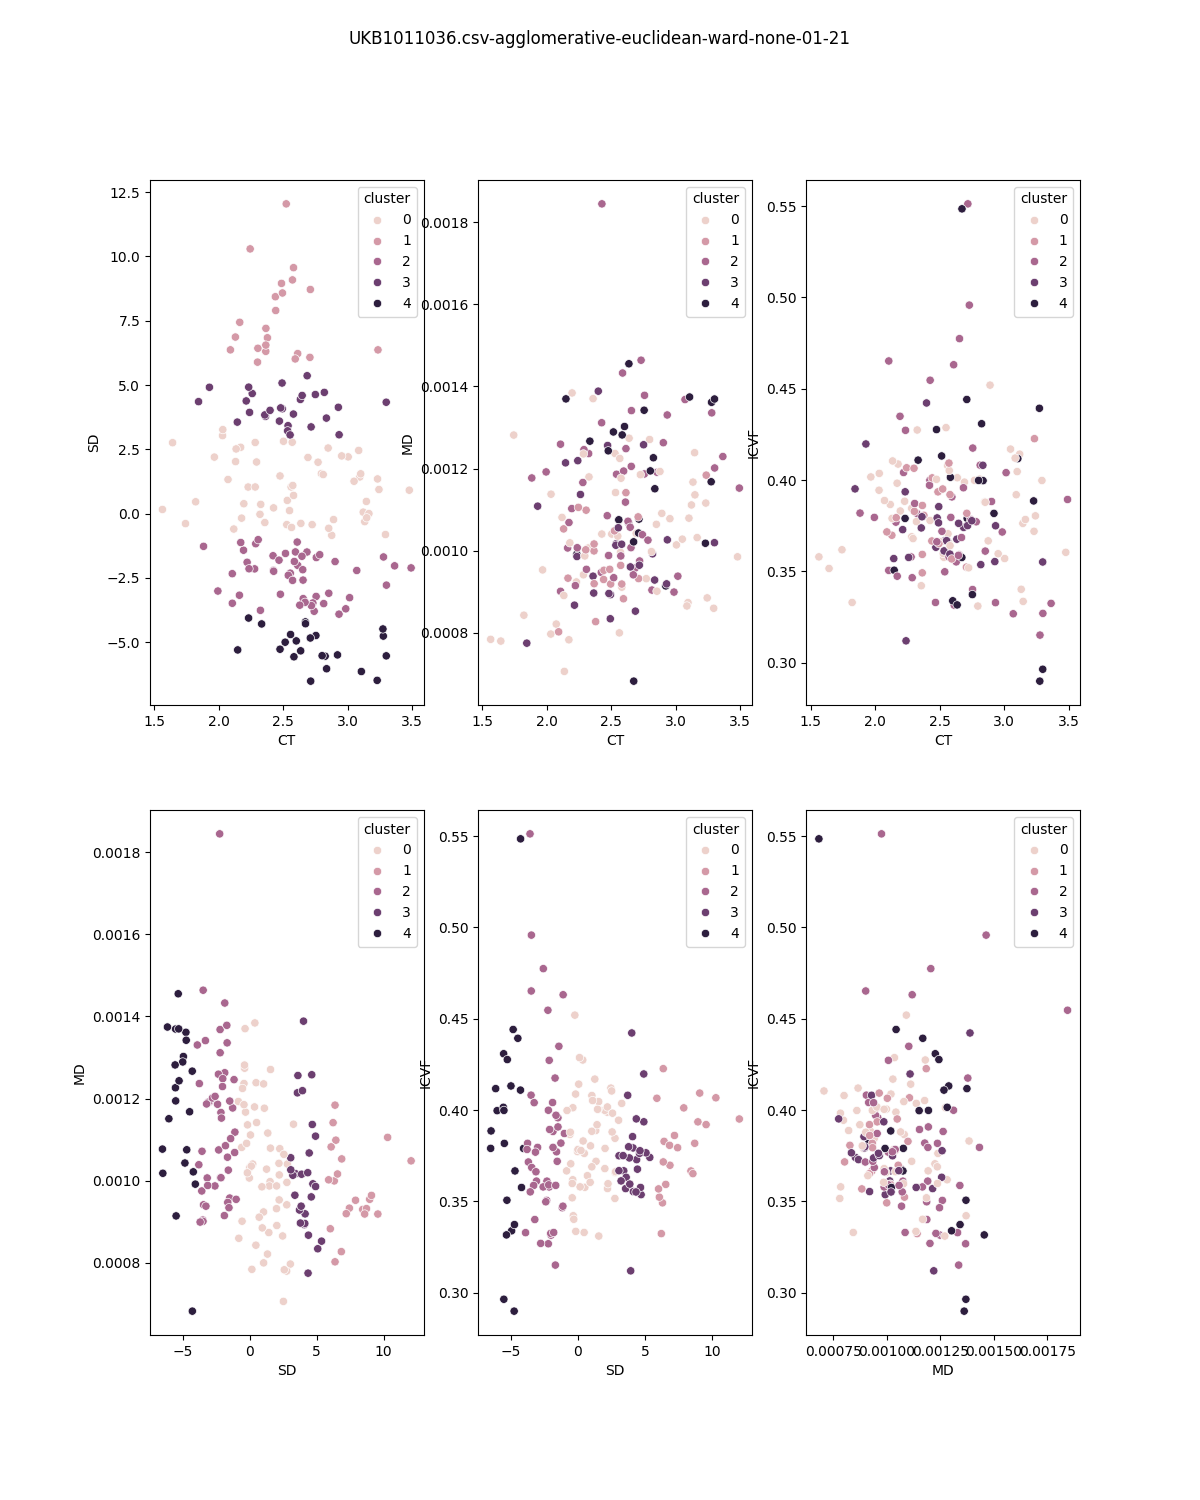 UKB1011036.csv-agglomerative-euclidean-ward-none-01-21
12.5
10.0
7.5
5.0
2.5
0.0
−2.5
−5.0
SD
1.5 2.0 2.5 3.0 3.5
CT
cluster
0
1
2
3
4
0.0018
0.0016
0.0014
0.0012
0.0010
0.0008
MD
1.5 2.0 2.5 3.0 3.5
CT
cluster
0
1
2
3
4
0.55
0.50
0.45
0.40
0.35
0.30
ICVF
1.5 2.0 2.5 3.0 3.5
CT
cluster
0
1
2
3
4
0.0018
0.0016
0.0014
0.0012
0.0010
0.0008
MD
−5 0 5 10
SD
cluster
0
1
2
3
4
0.55
0.50
0.45
0.40
0.35
0.30
ICVF
−5 0 5 10
SD
cluster
0
1
2
3
4
0.55
0.50
0.45
0.40
0.35
0.30
ICVF
0.00075 0.00100 0.00125 0.00150 0.00175
MD
cluster
0
1
2
3
4